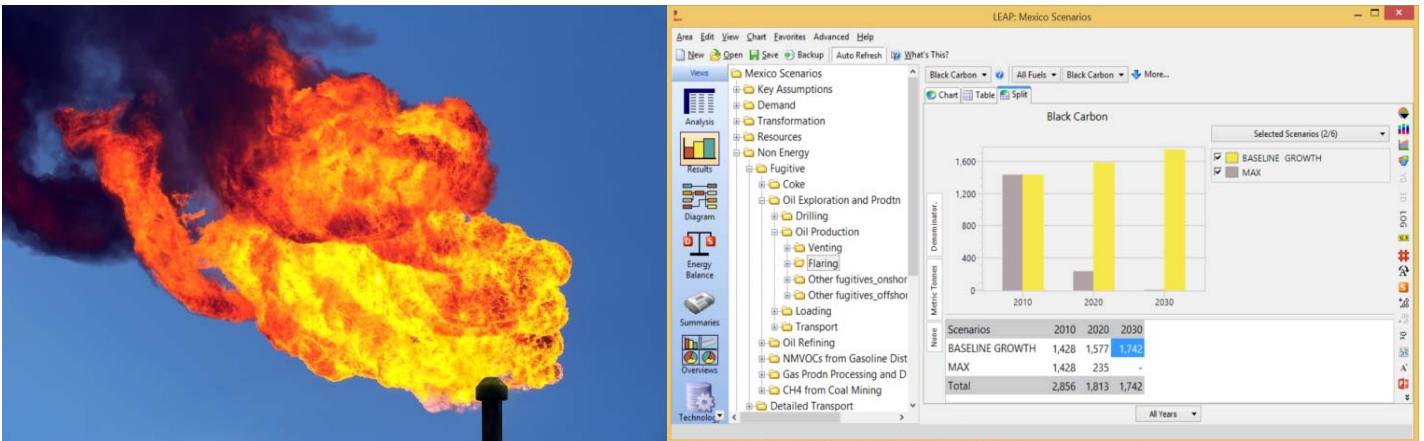 LEAP: Mexico Scenarios
Area Edit View Chart Favorites Advanced Help
New Open Save Backup Auto Refresh What's This?
Views
Analysis
Results
Diagram
Energy
Balance
Summaries
Overviews
Technolog
Mexico Scenarios
Key Assumptions
Demand
Transformation
Resources
Non Energy
Fugitive
Coke
Oil Exploration and Prodtn
Drilling
Oil Production
Venting
Flaring
Other fugitives_onshor
Other fugitives_offshor
Loading
Transport
Oil Refining
NMVOCs from Gasoline Dist
Gas Prodn Processing and D
CH4 from Coal Mining
Detailed Transport
Black Carbon All Fuels Black Carbon More...
Chart Table Split
Black Carbon
Selected Scenarios (2/6)
BASELINE GROWTH
MAX
Denominator..
Metric Tonnes
None
1,600
1,200
800
400
0
2010 2020 2030
Scenarios 2010 2020 2030
BASELINE GROWTH 1,428 1,577 1,742
MAX 1,428 235 -
Total 2,856 1,813 1,742
All Years
3D
LOG